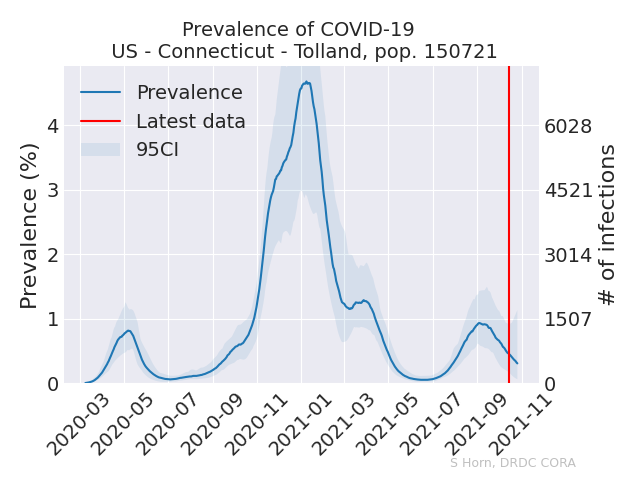 Prevalence of COVID-19
US - Connecticut - Tolland, pop. 150721
Prevalence
Latest data
95CI
Prevalence (%)
4
3
2
1
0
6028
4521
3014
1507
0
# of infections
2020-03
2020-05
2020-07
2020-09
2020-11
2021-01
2021-03
2021-05
2021-07
2021-09
2021-11
S Horn, DRDC CORA